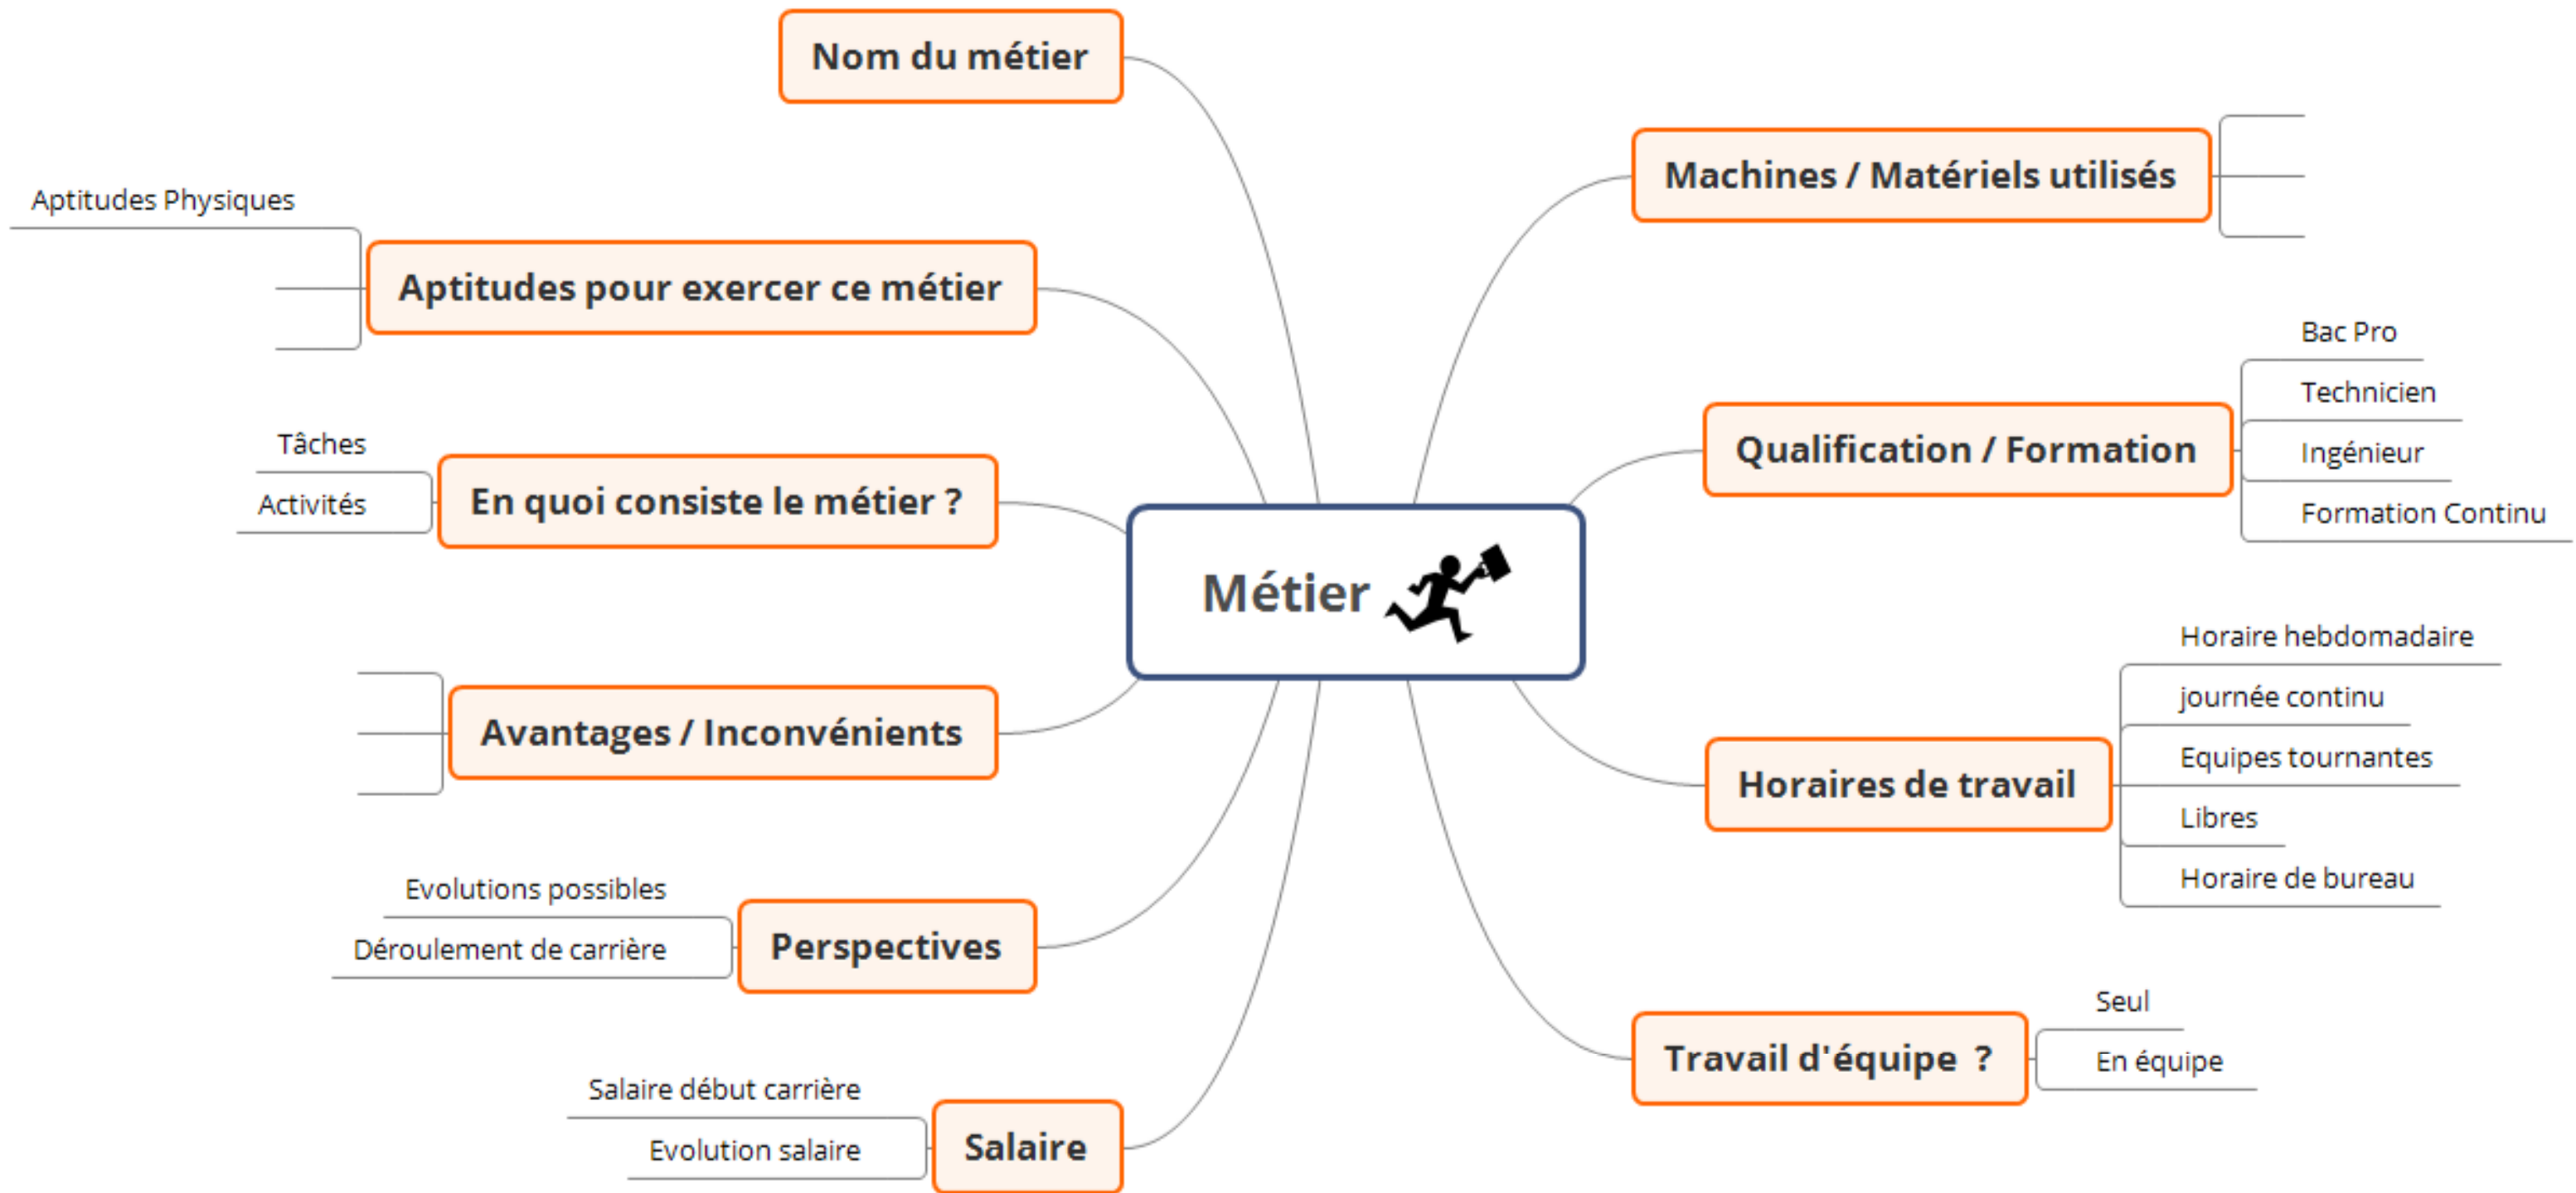 Nom du métier
Aptitudes Physiques
Aptitudes pour exercer ce métier
Tâches
Activités
En quoi consiste le métier ?
Avantages / Inconvénients
Evolutions possibles
Déroulement de carrière
Perspectives
Salaire début carrière
Evolution salaire
Salaire
Métier
Machines / Matériels utilisés
Qualification / Formation
Bac Pro
Technicien
Ingénieur
Formation Continu
Horaires de travail
Horaire hebdomadaire
journée continu
Equipes tournantes
Libres
Horaire de bureau
Travail d'équipe ?
Seul
En équipe